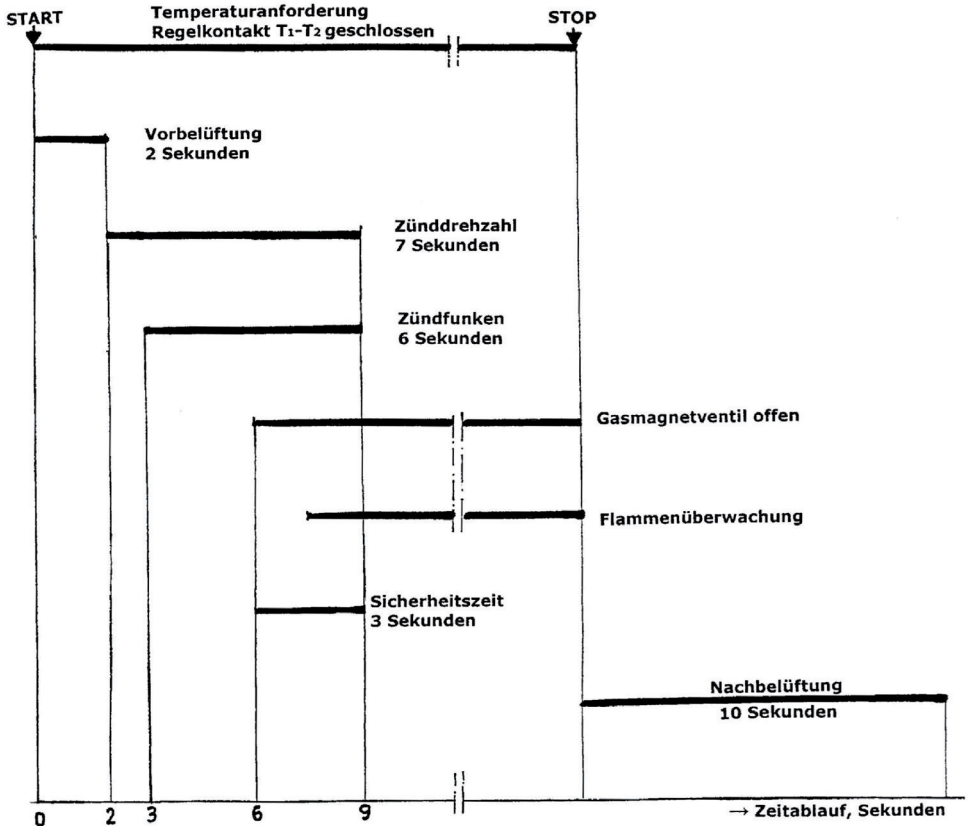 START
Temperaturanforderung
Regelkontakt T₁-T₂ geschlossen
STOP
Vorbelüftung
2 Sekunden
Zünddrehzahl
7 Sekunden
Zündfunken
6 Sekunden
Gasmagnetventil offen
Flammenüberwachung
Sicherheitszeit
3 Sekunden
Nachbelüftung
10 Sekunden
0 2 3 6 9
→ Zeitablauf, Sekunden